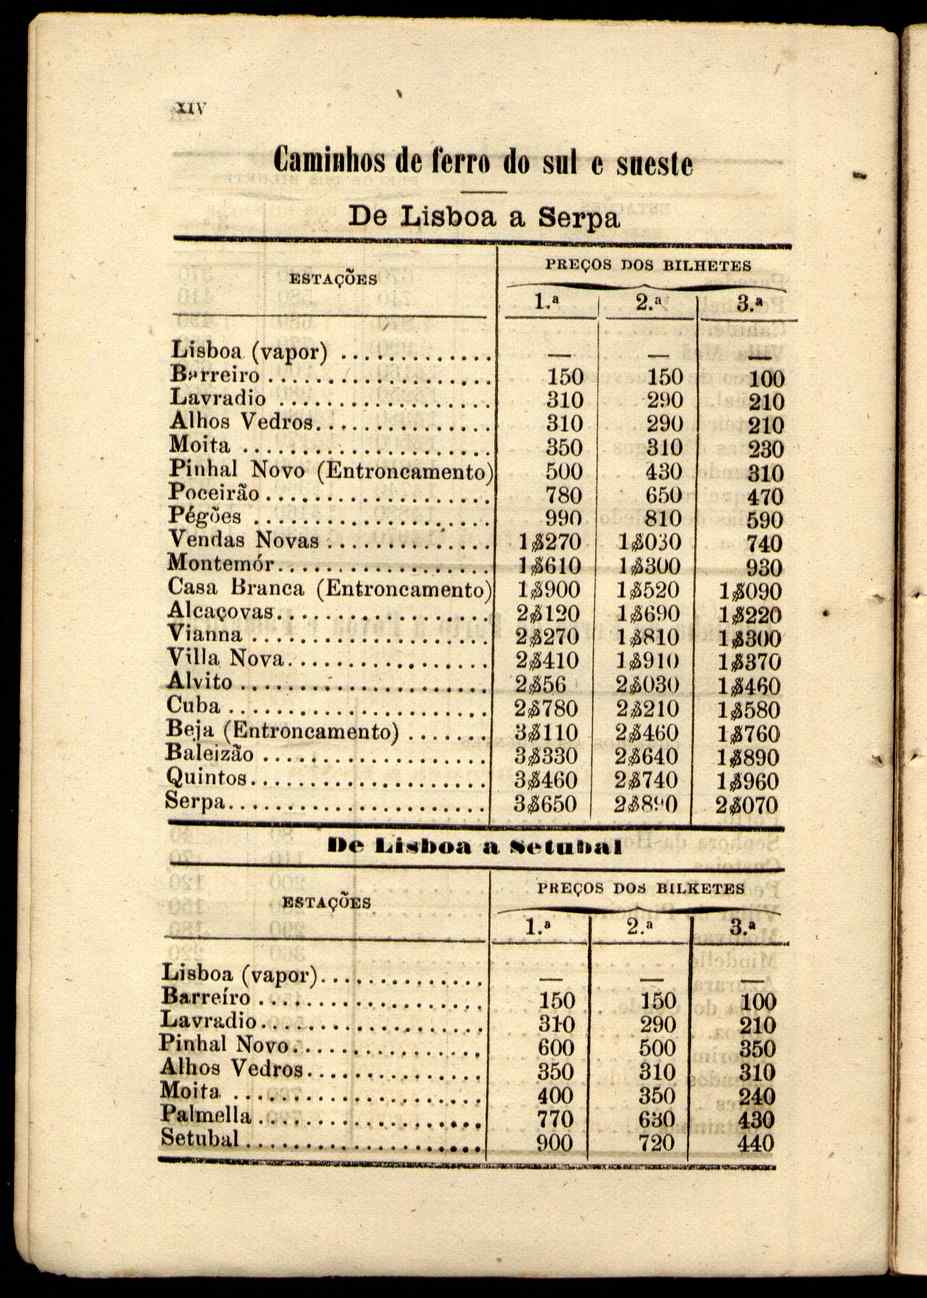 XIV
Caminhos de ferro do sul e sueste
De Lisboa a Serpa
ESTAÇÕES PREÇOS DOS BILHETES
1.ª 2.ª 3.ª
Lisboa (vapor) ............. — — —
Barreiro ................... 150 150 100
Lavradio .................. 310 290 210
Alhos Vedros............... 310 290 210
Moita ..................... 350 310 230
Pinhal Novo (Entroncamento) 500 430 310
Poceirão ................... 780 650 470
Pégões .................... 990 810 590
Vendas Novas .............. 1$270 1$030 740
Montemór.................. 1$610 1$300 930
Casa Branca (Entroncamento) 1$900 1$520 1$090
Alcaçovas.................. 2$120 1$690 1$220
Vianna .................... 2$270 1$810 1$300
Villa Nova................. 2$410 1$910 1$370
Alvito ..................... 2$56 2$030 1$460
Cuba ...................... 2$780 2$210 1$580
Beja (Entroncamento) ....... 3$110 2$460 1$760
Baleizão ................... 3$330 2$640 1$890
Quintos.................... 3$460 2$740 1$960
Serpa...................... 3$650 2$890 2$070
De Lisboa a Setubal
ESTAÇÕES PREÇOS DOS BILKETES
1.ª 2.ª 3.ª
Lisboa (vapor).............. — — —
Barreíro ................... 150 150 100
Lavradio................... 310 290 210
Pinhal Novo................ 600 500 350
Alhos Vedros............... 350 310 310
Moita ..................... 400 350 240
Palmella ................... 770 630 430
Setubal.................... 900 720 440